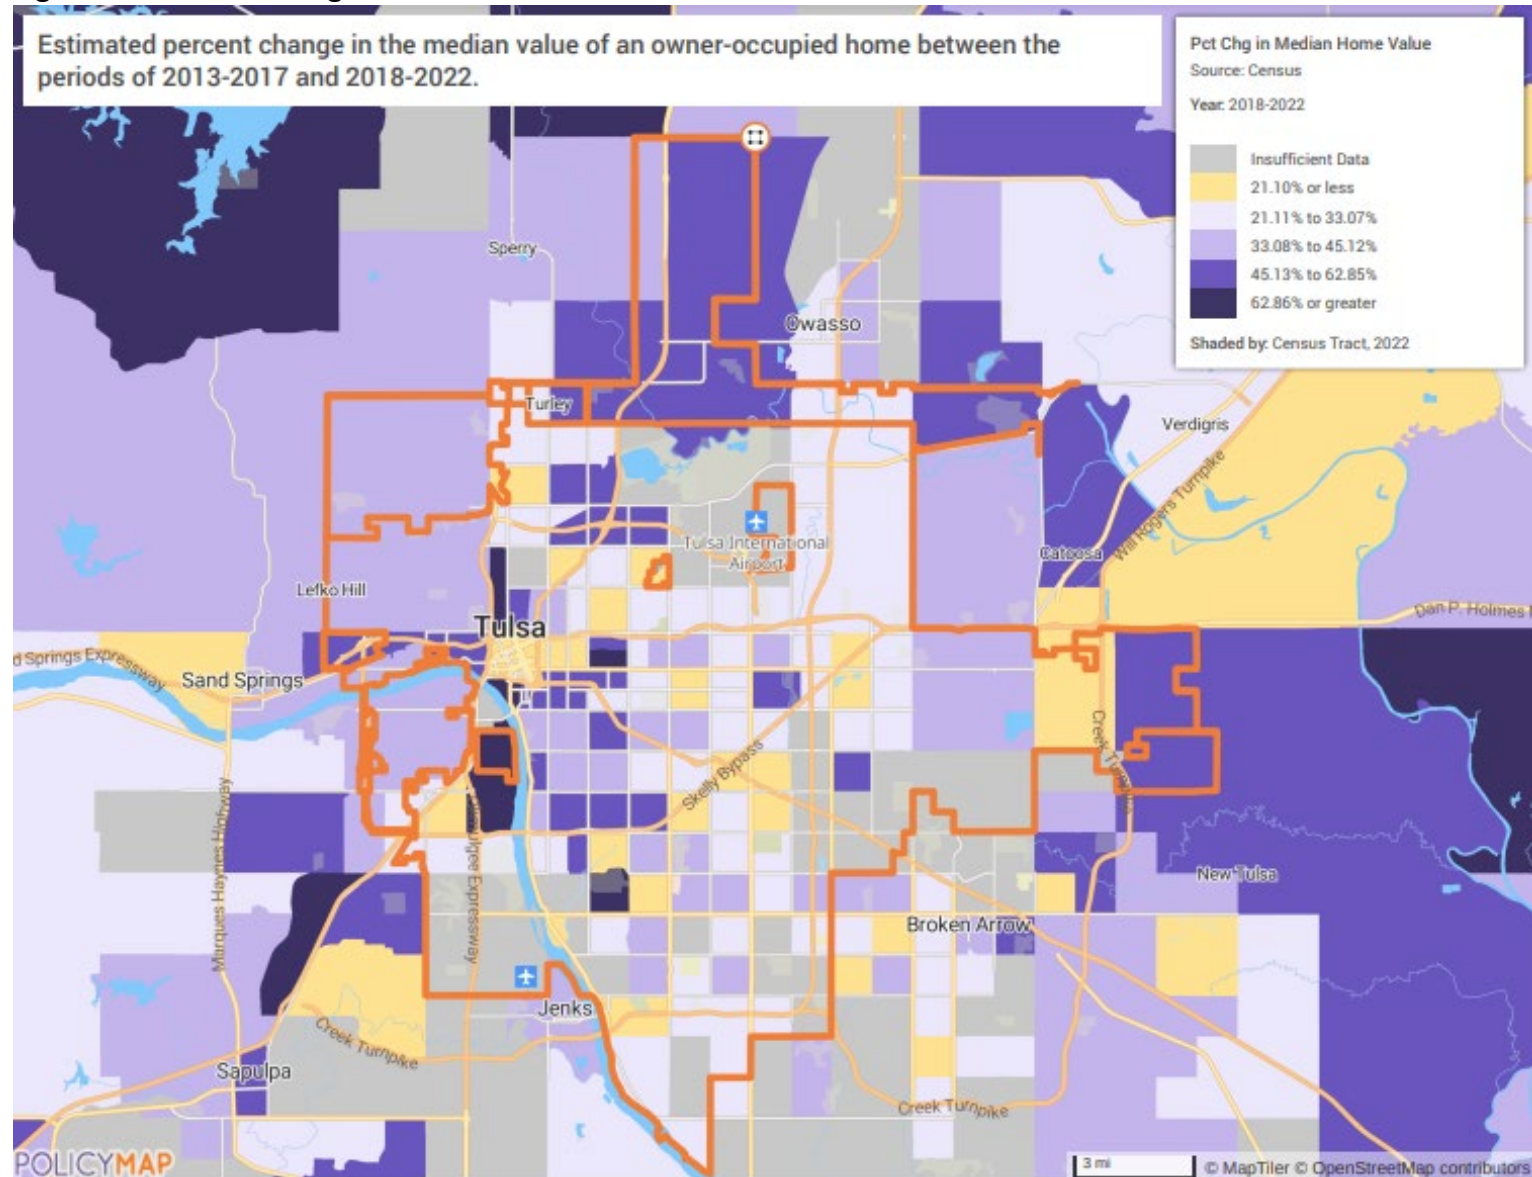 Estimated percent change in the median value of an owner-occupied home between the
periods of 2013-2017 and 2018-2022.
Pct Chg in Median Home Value
Source: Census
Year: 2018-2022
Insufficient Data
21.10% or less
21.11% to 33.07%
33.08% to 45.12%
45.13% to 62.85%
62.86% or greater
Shaded by: Census Tract, 2022
Sperry
Owasso
Turley
Verdigris
Will Rogers Turnpike
Tulsa International
Airport
Catoosa
Lefko Hill
Dan P. Holmes
Tulsa
d Springs Expressway
Sand Springs
Creek Turnpike
Skelly Bypass
Marques Haynes Highway
Okmulgee Expressway
New Tulsa
Broken Arrow
Jenks
Creek Turnpike
Sapulpa
Creek Turnpike
POLICYMAP
3 mi
© MapTiler © OpenStreetMap contributors